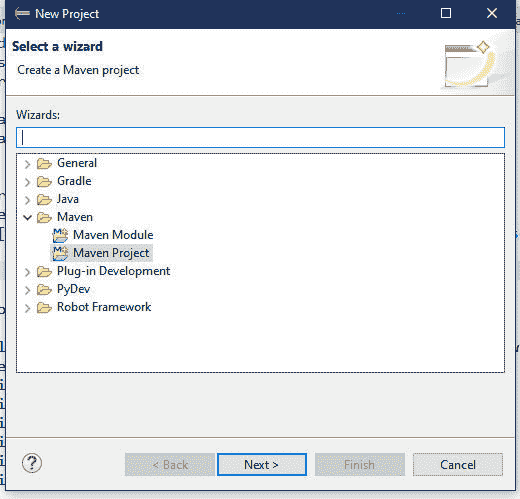 New Project
Select a wizard
Create a Maven project
Wizards:
General
Gradle
Java
Maven
Maven Module
Maven Project
Plug-in Development
PyDev
Robot Framework
? < Back Next > Finish Cancel